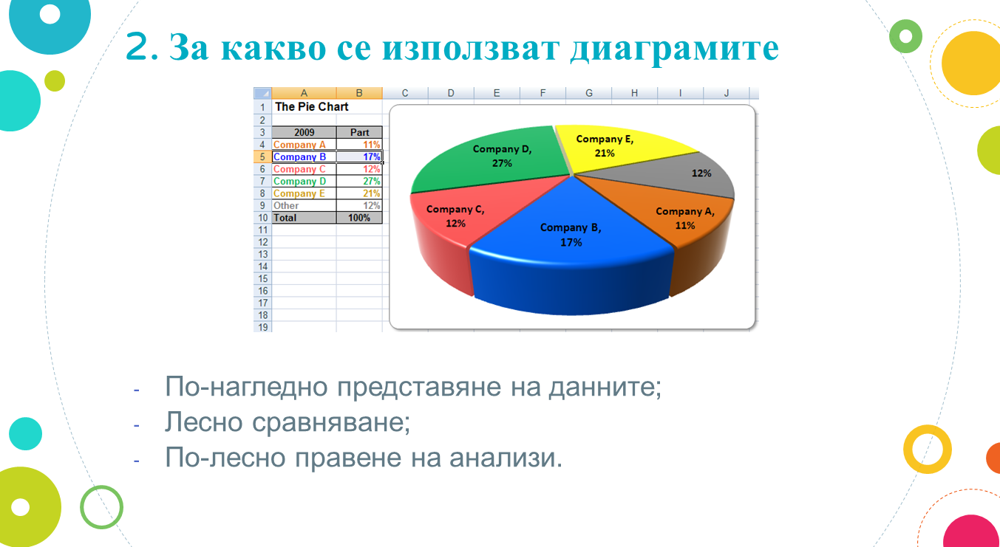 2. За какво се използват диаграмите
A B C D E F G H I J
1 The Pie Chart
2
3 2009 Part
4 Company A 11%
5 Company B 17%
6 Company C 12%
7 Company D 27%
8 Company E 21%
9 Other 12%
10 Total 100%
11
12
13
14
15
16
17
18
19
Company D,
27%
Company E,
21%
12%
Company A,
11%
Company B,
17%
Company C,
12%
- По-нагледно представяне на данните;
- Лесно сравняване;
- По-лесно правене на анализи.